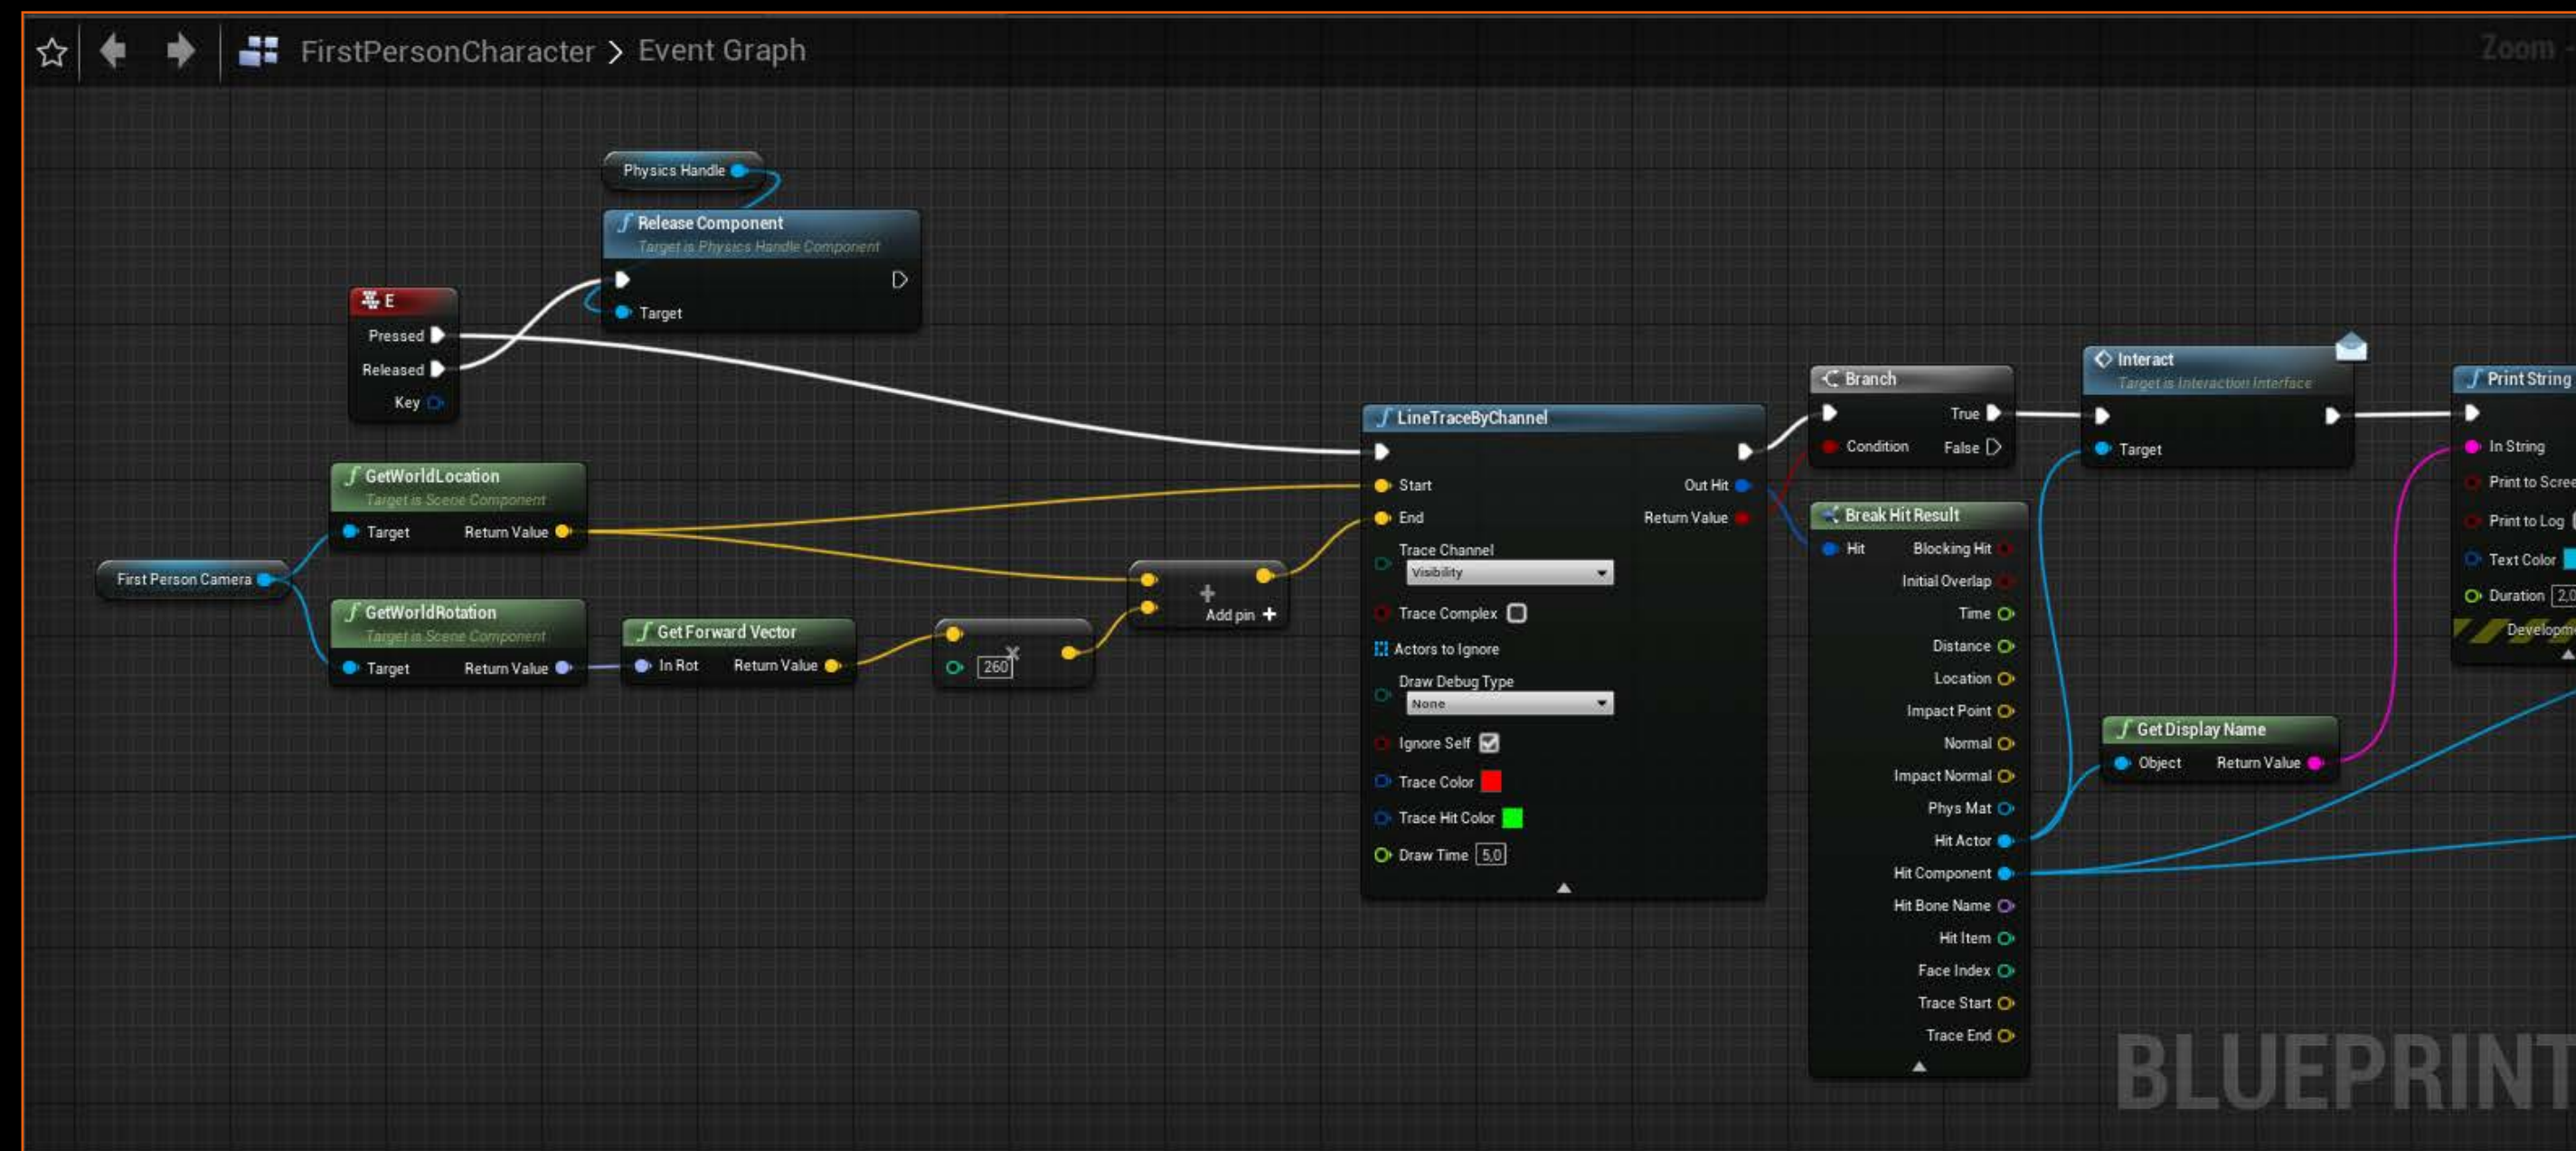 FirstPersonCharacter > Event Graph
Zoom
Physics Handle
Release Component
Target is Physics Handle Component
Target
E
Pressed
Released
Key
GetWorldLocation
Target is Scene Component
Target Return Value
First Person Camera
GetWorldRotation
Target is Scene Component
Target Return Value
Get Forward Vector
In Rot Return Value
260
Add pin +
LineTraceByChannel
Start Out Hit
End Return Value
Trace Channel
Visibility
Trace Complex
Actors to Ignore
Draw Debug Type
None
Ignore Self
Trace Color
Trace Hit Color
Draw Time 5,0
Branch
True
Condition False
Break Hit Result
Hit Blocking Hit
Initial Overlap
Time
Distance
Location
Impact Point
Normal
Impact Normal
Phys Mat
Hit Actor
Hit Component
Hit Bone Name
Hit Item
Face Index
Trace Start
Trace End
Interact
Target is Interaction Interface
Target
Get Display Name
Object Return Value
Print String
In String
Print to Scree
Print to Log
Text Color
Duration 2,0
Developm
BLUEPRINT